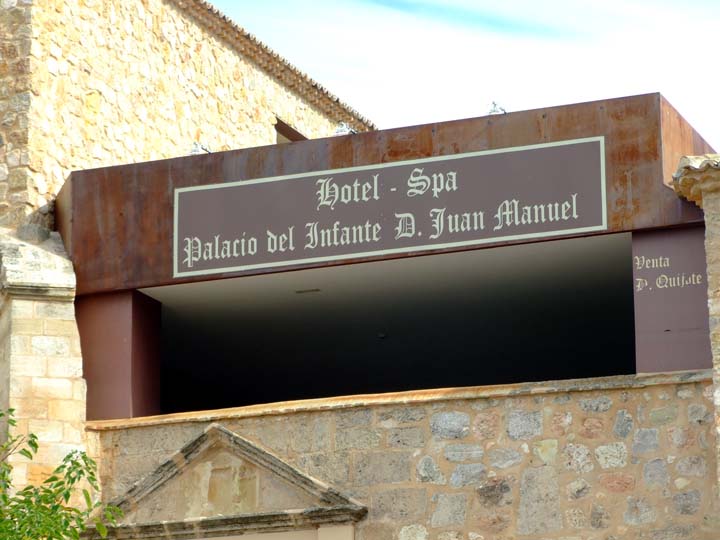 Hotel - Spa
Palacio del Infante D. Juan Manuel
Venta
D. Quijote